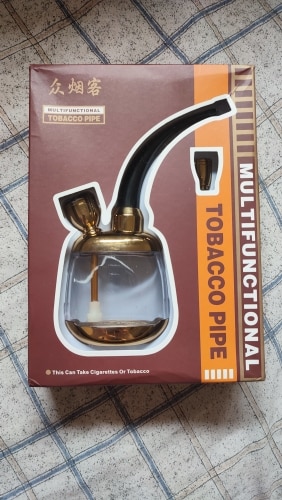 众烟客
MULTIFUNCTIONAL
TOBACCO PIPE
MULTIFUNCTIONAL
TOBACCO PIPE
This Can Take Cigarettes Or Tobacco